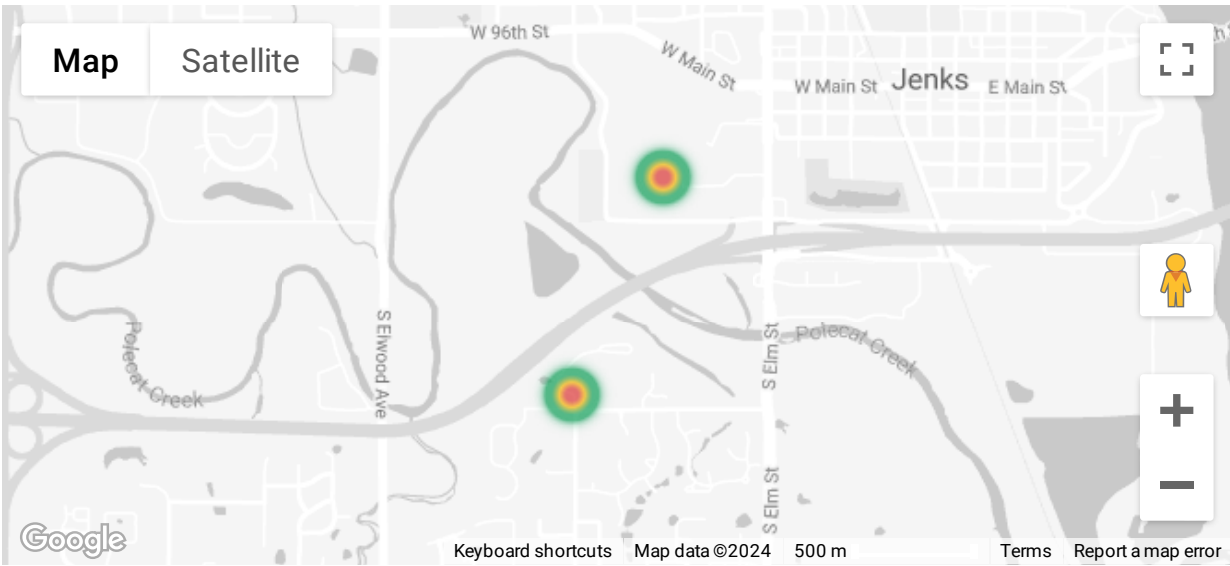 W 96th St
Map
Satellite
W Main St
W Main St
Jenks
E Main St
S Elwood Ave
Polecat Creek
S Elm St
Polecat Creek
S Elm St
Google
Keyboard shortcuts
Map data ©2024
500 m
Terms
Report a map error